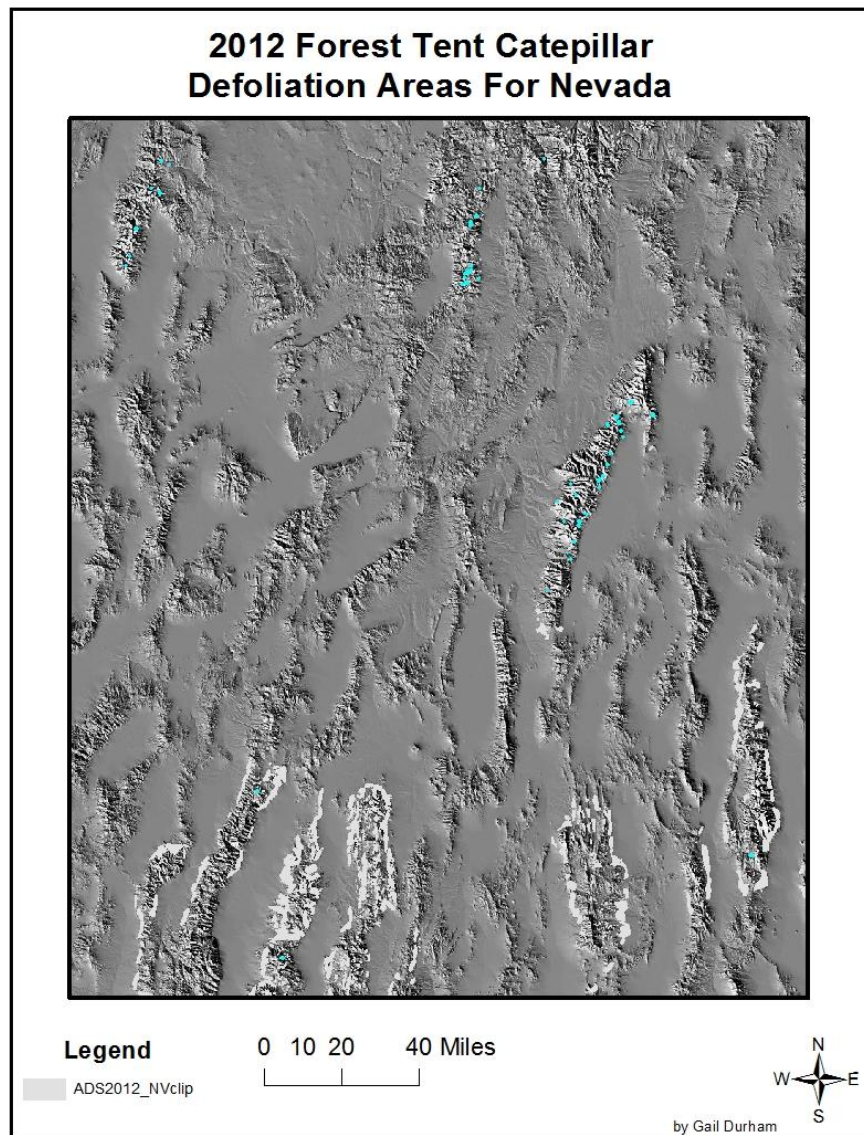 2012 Forest Tent Catepillar
Defoliation Areas For Nevada
Legend
ADS2012_NVclip
0 10 20 40 Miles
N
W E
S
by Gail Durham